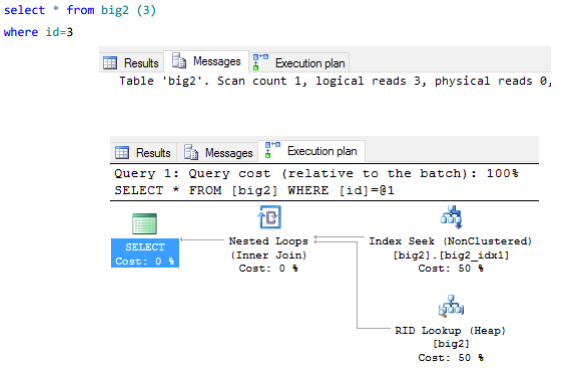 select * from big2 (3)
where id=3
Results Messages Execution plan
Table 'big2'. Scan count 1, logical reads 3, physical reads 0,
Results Messages Execution plan
Query 1: Query cost (relative to the batch): 100%
SELECT * FROM [big2] WHERE [id]=@1
SELECT
Cost: 0 %
Nested Loops
(Inner Join)
Cost: 0 %
Index Seek (NonClustered)
[big2].[big2_idx1]
Cost: 50 %
RID Lookup (Heap)
[big2]
Cost: 50 %